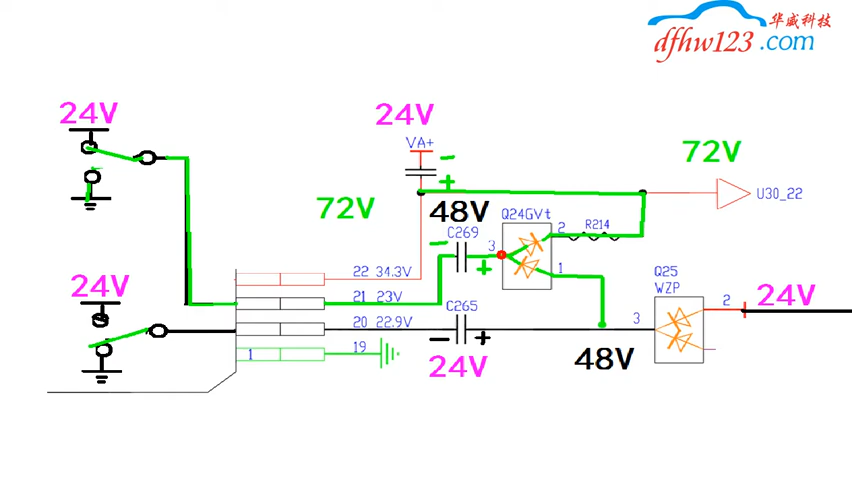 华威科技
dfhw123.com
24V
24V
VA+
72V
U30_22
72V
48V
Q24GVt
C269
3
2
R214
1
22 34.3V
21 23V
20 22.9V
1
19
24V
C265
24V
48V
Q25
WZP
3
2
24V